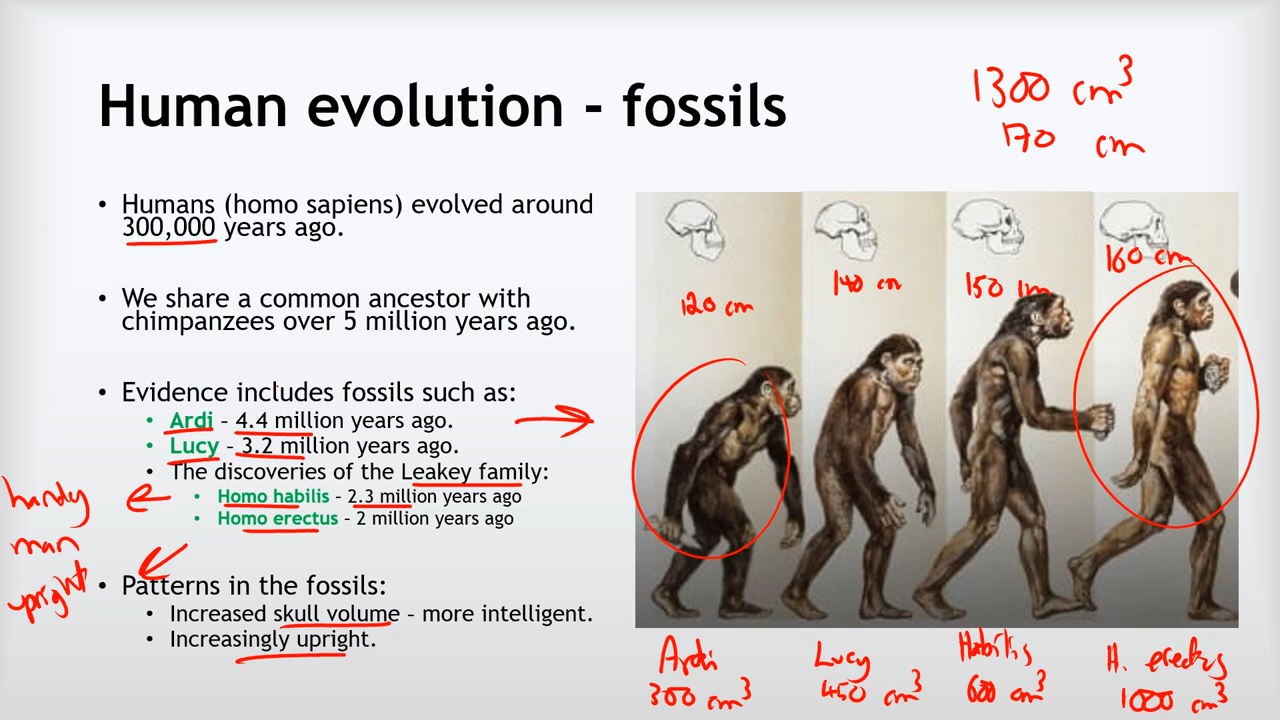 Human evolution - fossils
1300 cm³
170 cm
• Humans (homo sapiens) evolved around
300,000 years ago.
• We share a common ancestor with
chimpanzees over 5 million years ago.
• Evidence includes fossils such as:
• Ardi – 4.4 million years ago.
• Lucy – 3.2 million years ago.
• The discoveries of the Leakey family:
• Homo habilis – 2.3 million years ago
• Homo erectus – 2 million years ago
• Patterns in the fossils:
• Increased skull volume – more intelligent.
• Increasingly upright.
handy
man
upright
120 cm
140 cm
150 cm
160 cm
Ardi
300 cm³
Lucy
450 cm³
Habilis
600 cm³
H. erectus
1000 cm³